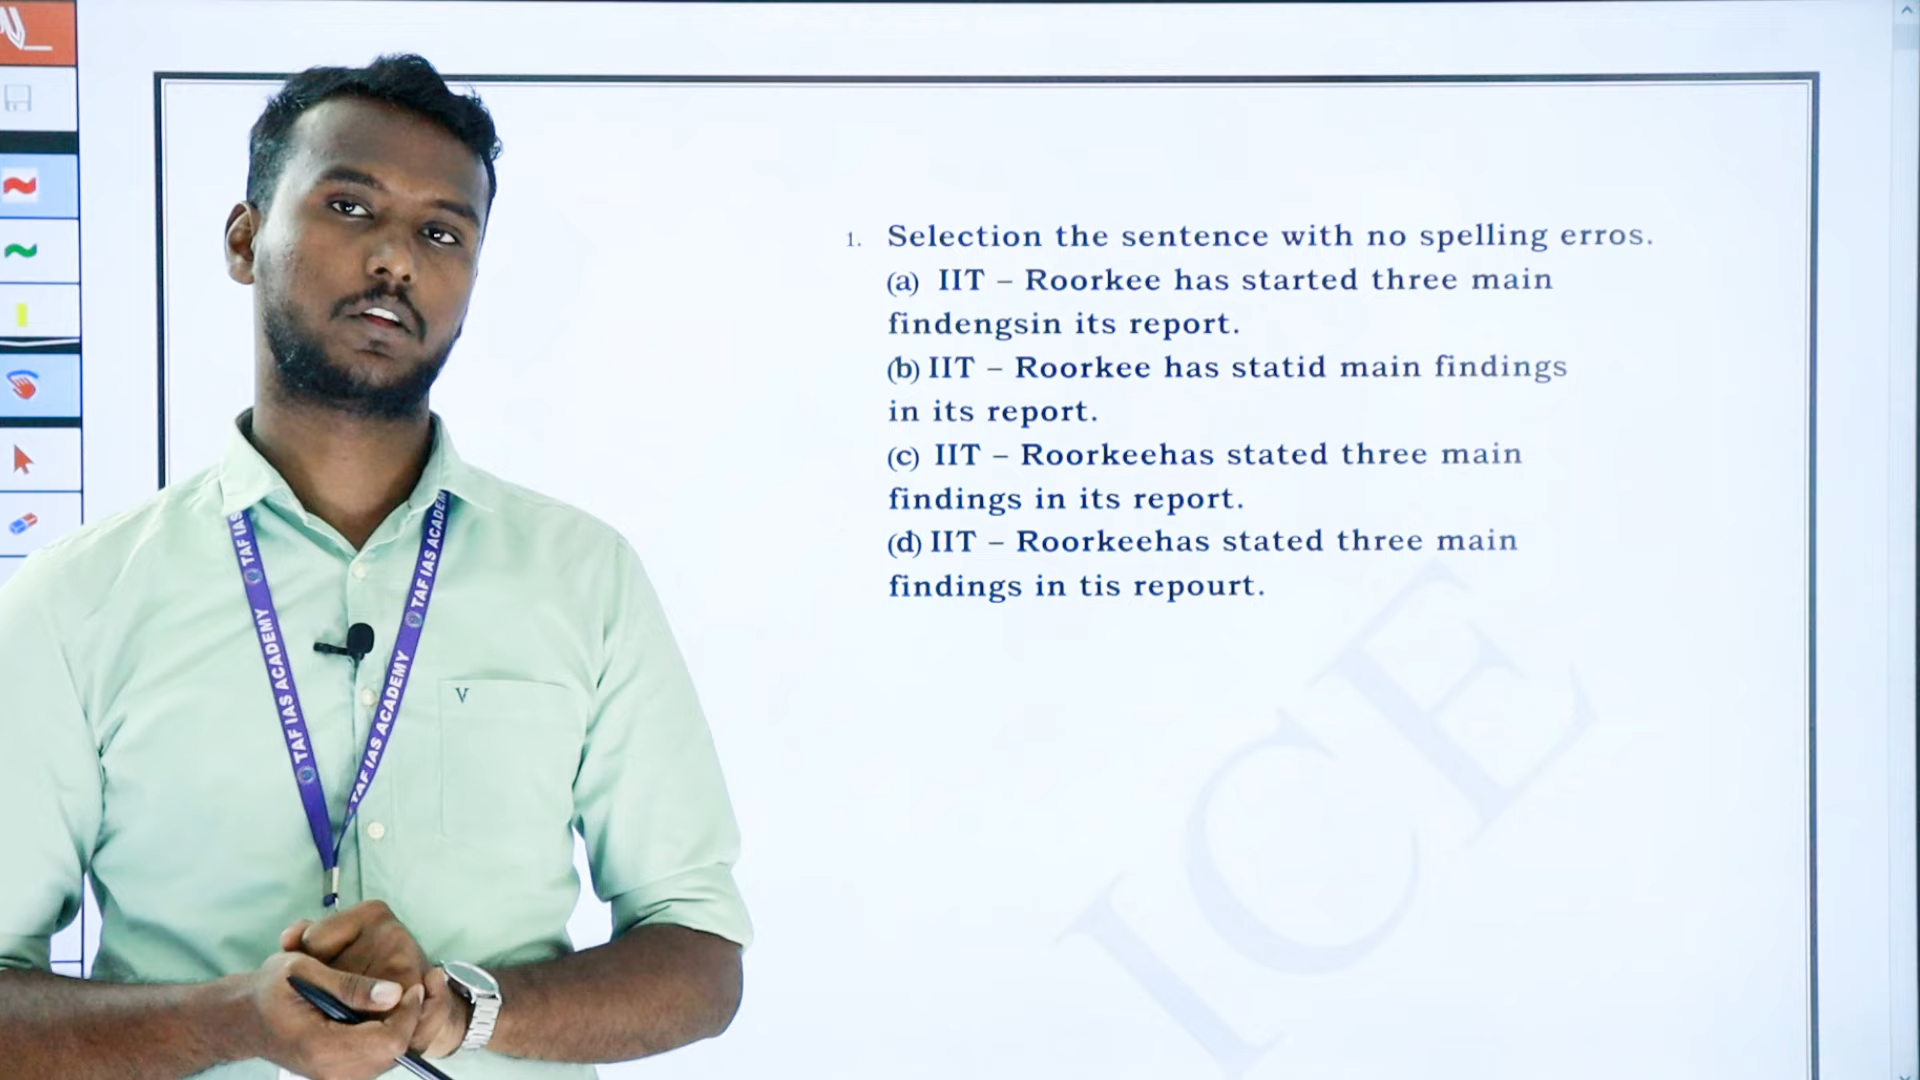 1. Selection the sentence with no spelling erros.
(a) IIT – Roorkee has started three main
findengsin its report.
(b) IIT – Roorkee has statid main findings
in its report.
(c) IIT – Roorkeehas stated three main
findings in its report.
(d) IIT – Roorkeehas stated three main
findings in tis repourt.
ICE
TAF IAS
TAF IAS ACADEMY
TAF IAS ACADEMY
TAF IAS ACADEMY
V